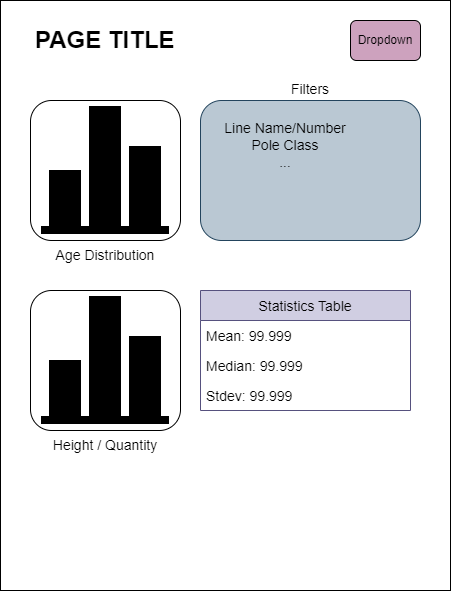 PAGE TITLE
Dropdown
Filters
Line Name/Number
Pole Class
...
Age Distribution
Statistics Table
Mean: 99.999
Median: 99.999
Stdev: 99.999
Height / Quantity